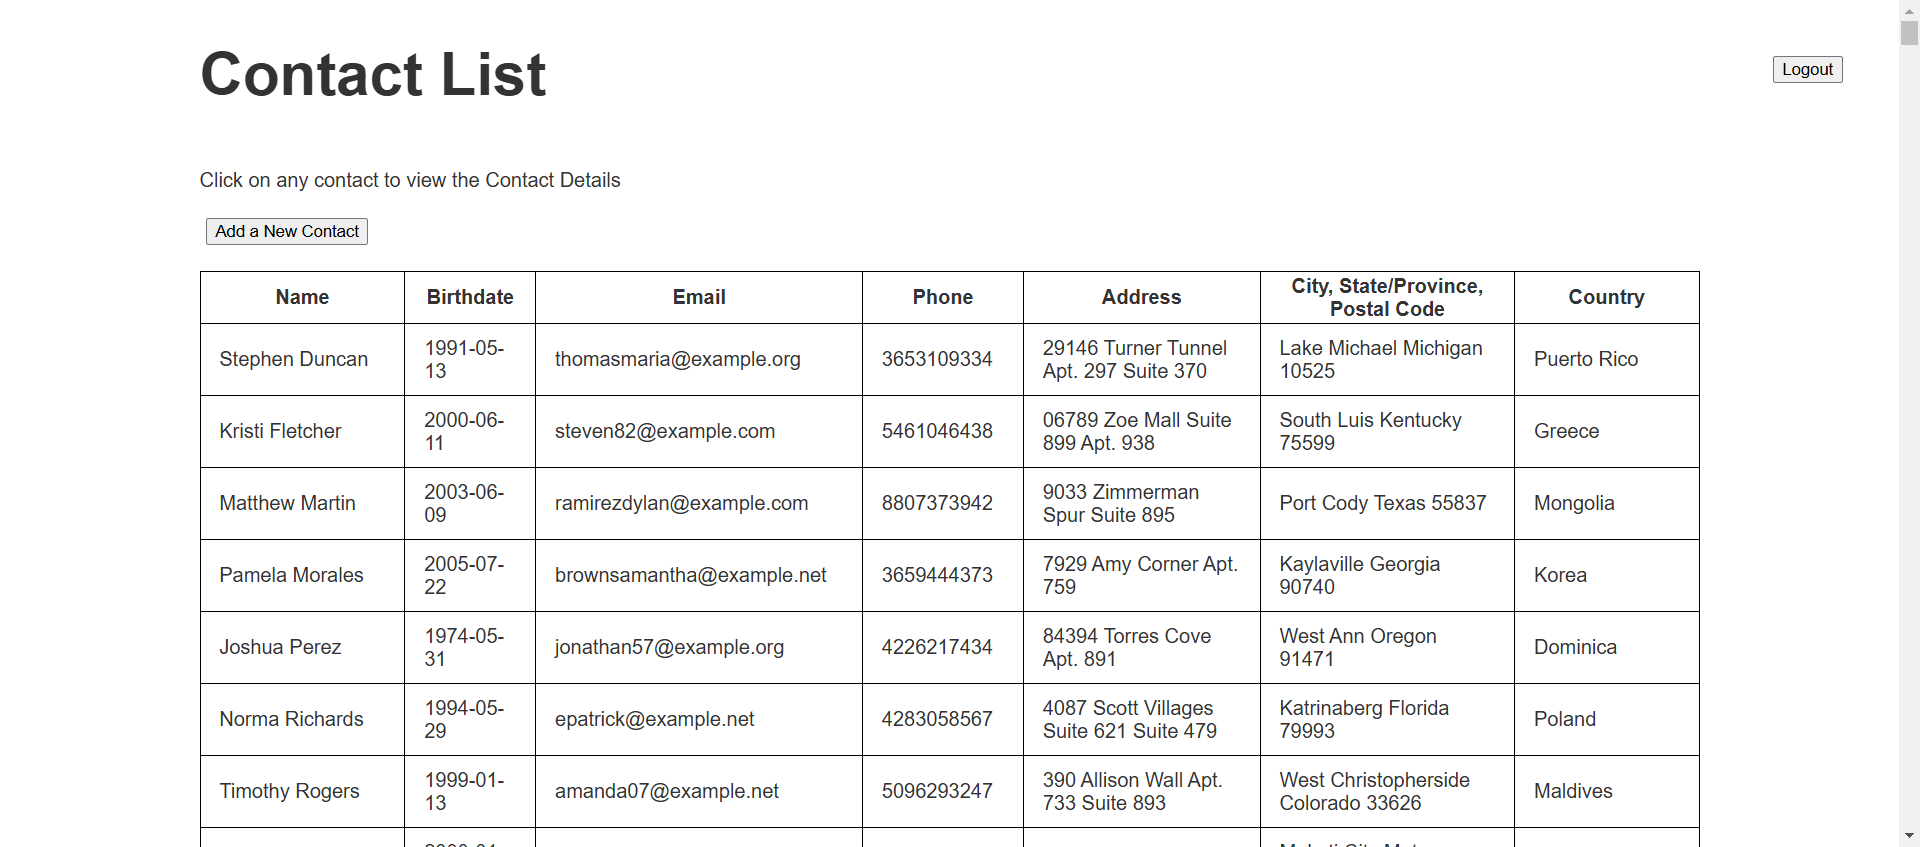 Contact List
Logout
Click on any contact to view the Contact Details
Add a New Contact
Name Birthdate Email Phone Address City, State/Province, Postal Code Country
Stephen Duncan 1991-05-13 thomasmaria@example.org 3653109334 29146 Turner Tunnel Apt. 297 Suite 370 Lake Michael Michigan 10525 Puerto Rico
Kristi Fletcher 2000-06-11 steven82@example.com 5461046438 06789 Zoe Mall Suite 899 Apt. 938 South Luis Kentucky 75599 Greece
Matthew Martin 2003-06-09 ramirezdylan@example.com 8807373942 9033 Zimmerman Spur Suite 895 Port Cody Texas 55837 Mongolia
Pamela Morales 2005-07-22 brownsamantha@example.net 3659444373 7929 Amy Corner Apt. 759 Kaylaville Georgia 90740 Korea
Joshua Perez 1974-05-31 jonathan57@example.org 4226217434 84394 Torres Cove Apt. 891 West Ann Oregon 91471 Dominica
Norma Richards 1994-05-29 epatrick@example.net 4283058567 4087 Scott Villages Suite 621 Suite 479 Katrinaberg Florida 79993 Poland
Timothy Rogers 1999-01-13 amanda07@example.net 5096293247 390 Allison Wall Apt. 733 Suite 893 West Christopherside Colorado 33626 Maldives